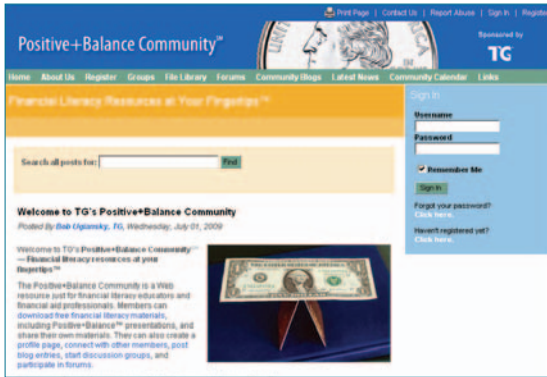 Print Page | Contact Us | Report Abuse | Sign In | Register
Positive+Balance Community℠
Sponsored by
TG
Home About Us Register Groups File Library Forums Community Blogs Latest News Community Calendar Links
Financial Literacy Resources at Your Fingertips™
Sign In
Username
Password
Remember Me
Sign In
Forgot your password?
Click here.
Haven't registered yet?
Click here.
Search all posts for: Find
Welcome to TG's Positive+Balance Community
Posted By Bob Ugiansky, TG, Wednesday, July 01, 2009
Welcome to TG's Positive+Balance Community℠
— Financial literacy resources at your
fingertips™
The Positive+Balance Community is a Web
resource just for financial literacy educators and
financial aid professionals. Members can
download free financial literacy materials,
including Positive+Balance™ presentations, and
share their own materials. They can also create a
profile page, connect with other members, post
blog entries, start discussion groups, and
participate in forums.